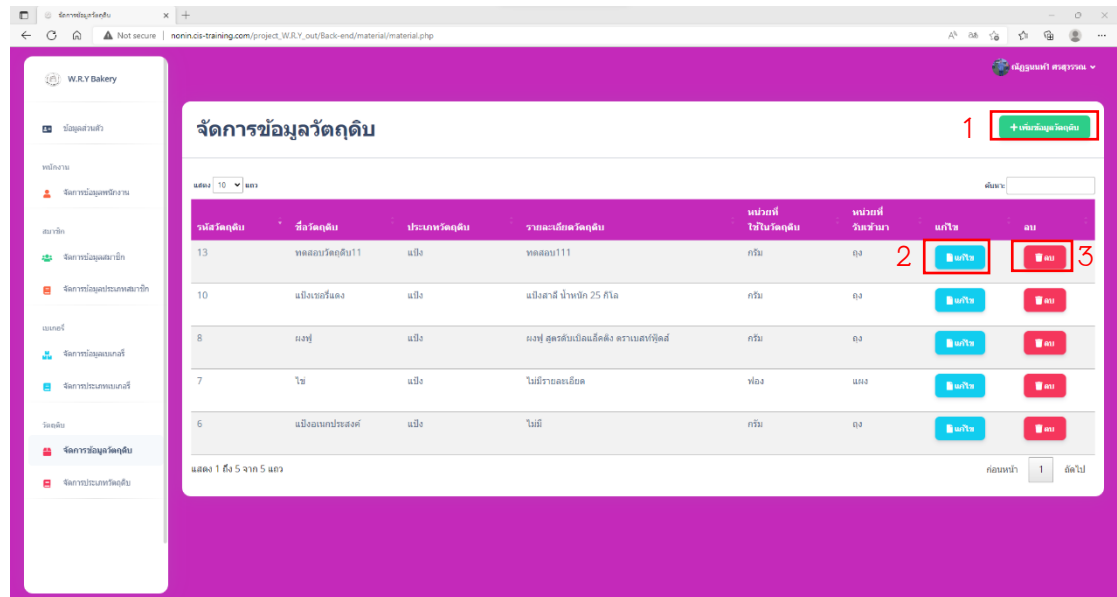 จัดการข้อมูลวัตถุดิบ
Not secure | nonin.cis-training.com/project_W.R.Y_out/Back-end/material/material.php
W.R.Y Bakery
ข้อมูลส่วนตัว
พนักงาน
จัดการข้อมูลพนักงาน
สมาชิก
จัดการข้อมูลสมาชิก
จัดการข้อมูลประเภทสมาชิก
เบเกอรี่
จัดการข้อมูลเบเกอรี่
จัดการประเภทเบเกอรี่
วัตถุดิบ
จัดการข้อมูลวัตถุดิบ
จัดการประเภทวัตถุดิบ
จัดการข้อมูลวัตถุดิบ
1
+ เพิ่มข้อมูลวัตถุดิบ
แสดง 10 แถว
ค้นหา:
รหัสวัตถุดิบ ชื่อวัตถุดิบ ประเภทวัตถุดิบ รายละเอียดวัตถุดิบ หน่วยที่ใช้ในวัตถุดิบ หน่วยที่รับเข้ามา แก้ไข ลบ
13 ทดสอบวัตถุดิบ11 แป้ง ทดสอบ111 กรัม ถุง 2 แก้ไข ลบ 3
10 แป้งเชอรี่แดง แป้ง แป้งสาลี น้ำหนัก 25 กิโล กรัม ถุง แก้ไข ลบ
8 ผงฟู แป้ง ผงฟู สูตรดับเบิลแอ็คติง ตราเบสท์ฟู้ดส์ กรัม ถุง แก้ไข ลบ
7 ไข่ แป้ง ไม่มีรายละเอียด ฟอง แผง แก้ไข ลบ
6 แป้งอเนกประสงค์ แป้ง ไม่มี กรัม ถุง แก้ไข ลบ
แสดง 1 ถึง 5 จาก 5 แถว
ก่อนหน้า 1 ถัดไป